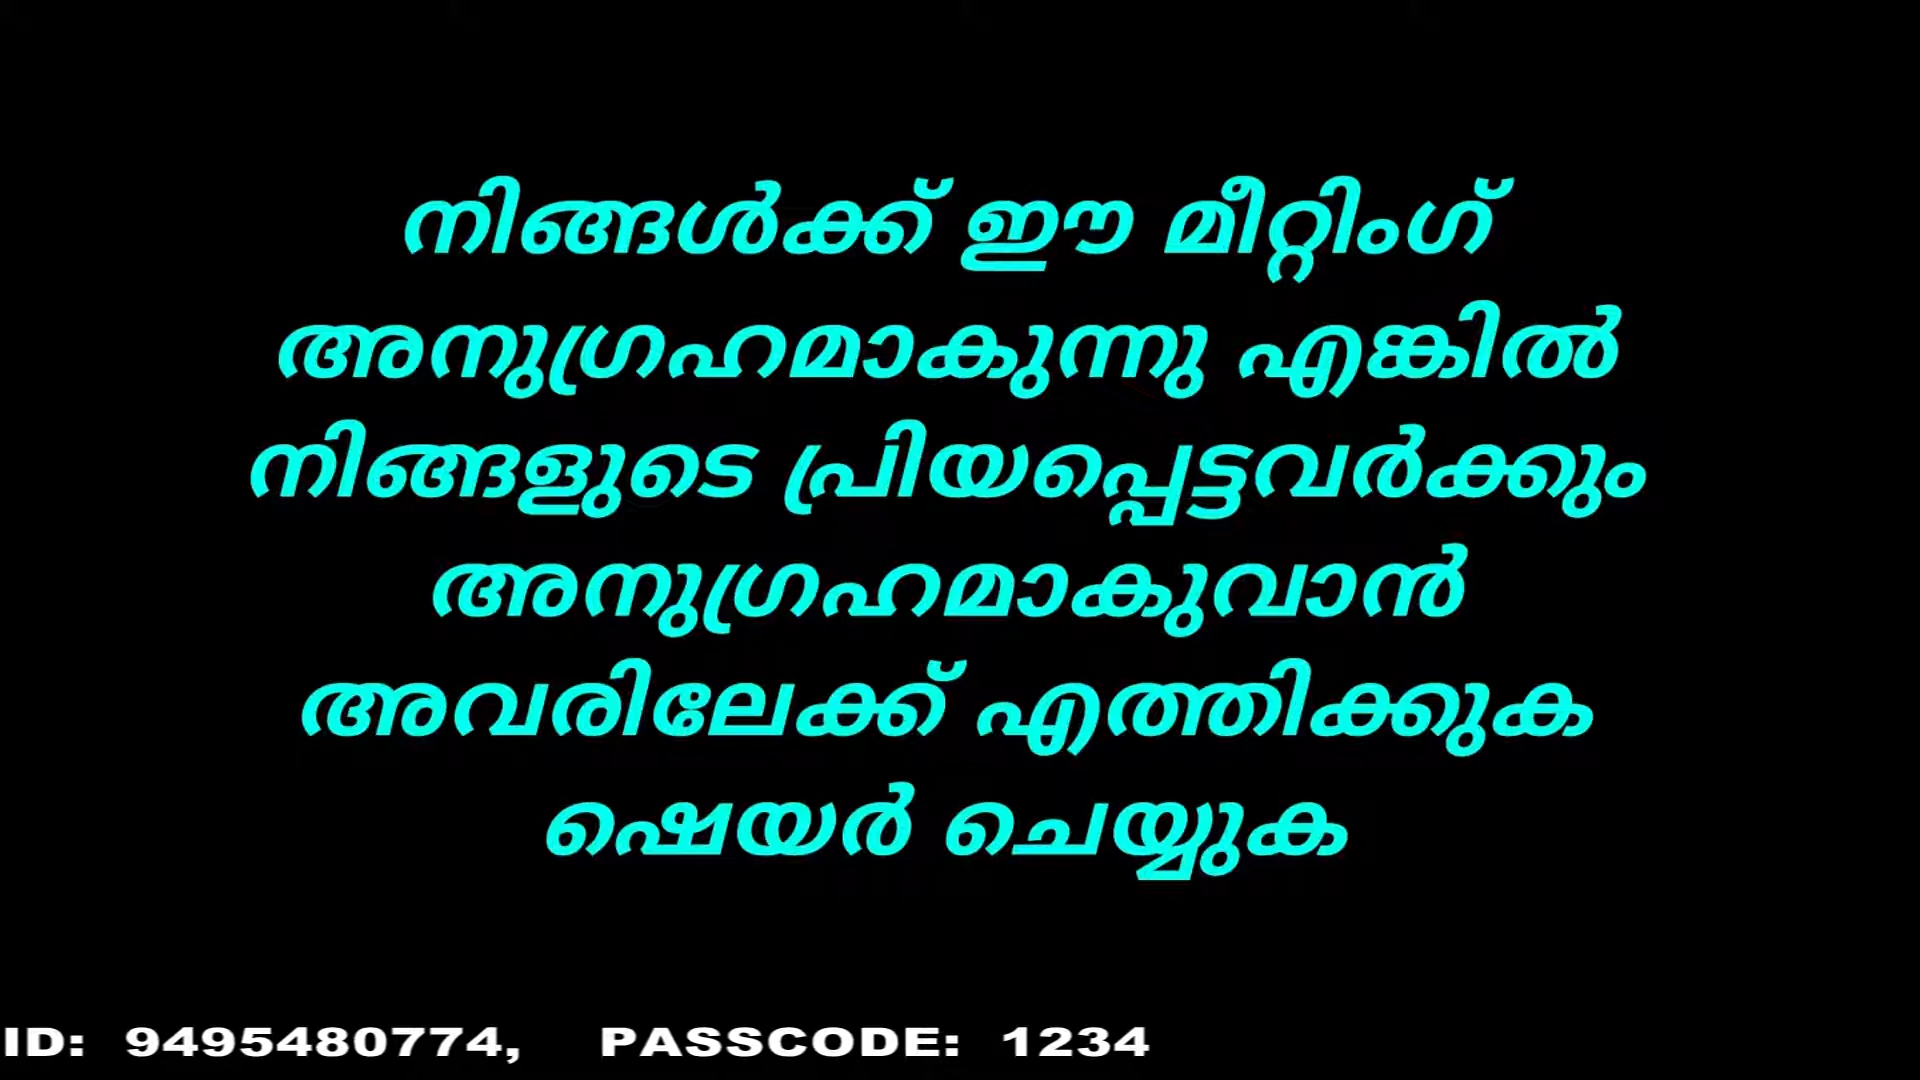 നിങ്ങൾക്ക് ഈ മീറ്റിംഗ്
അനുഗ്രഹമാകുന്നു എങ്കിൽ
നിങ്ങളുടെ പ്രിയപ്പെട്ടവർക്കും
അനുഗ്രഹമാകുവാൻ
അവരിലേക്ക് എത്തിക്കുക
ഷെയർ ചെയ്യുക
ID: 9495480774, PASSCODE: 1234